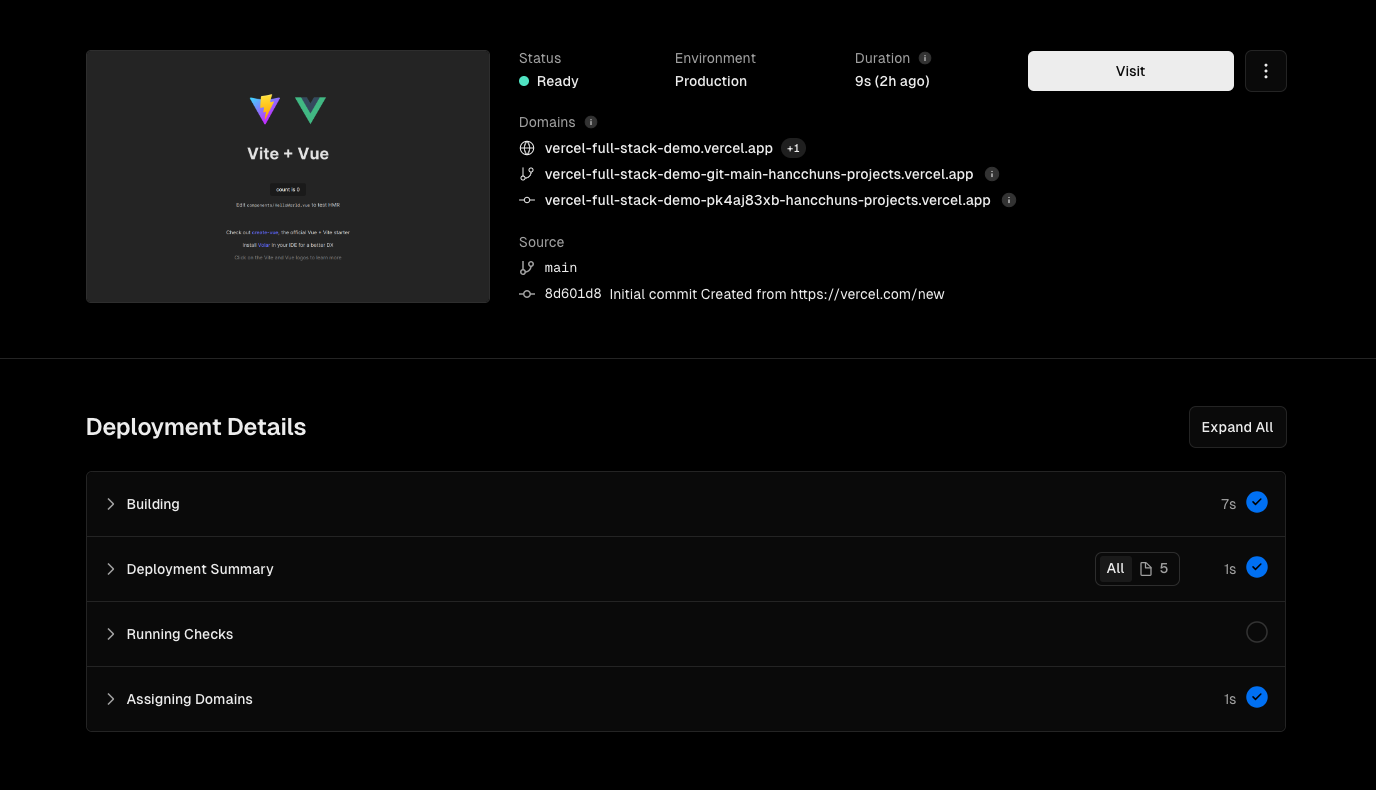 Vite + Vue
count is 0
Edit components/HelloWorld.vue to test HMR
Check out create-vue, the official Vue + Vite starter
Install Volar in your IDE for a better DX
Click on the Vite and Vue logos to learn more
Status
Ready
Environment
Production
Duration
9s (2h ago)
Visit
Domains
vercel-full-stack-demo.vercel.app +1
vercel-full-stack-demo-git-main-hancchuns-projects.vercel.app
vercel-full-stack-demo-pk4aj83xb-hancchuns-projects.vercel.app
Source
main
8d601d8 Initial commit Created from https://vercel.com/new
Deployment Details
Expand All
Building 7s
Deployment Summary All 5 1s
Running Checks
Assigning Domains 1s